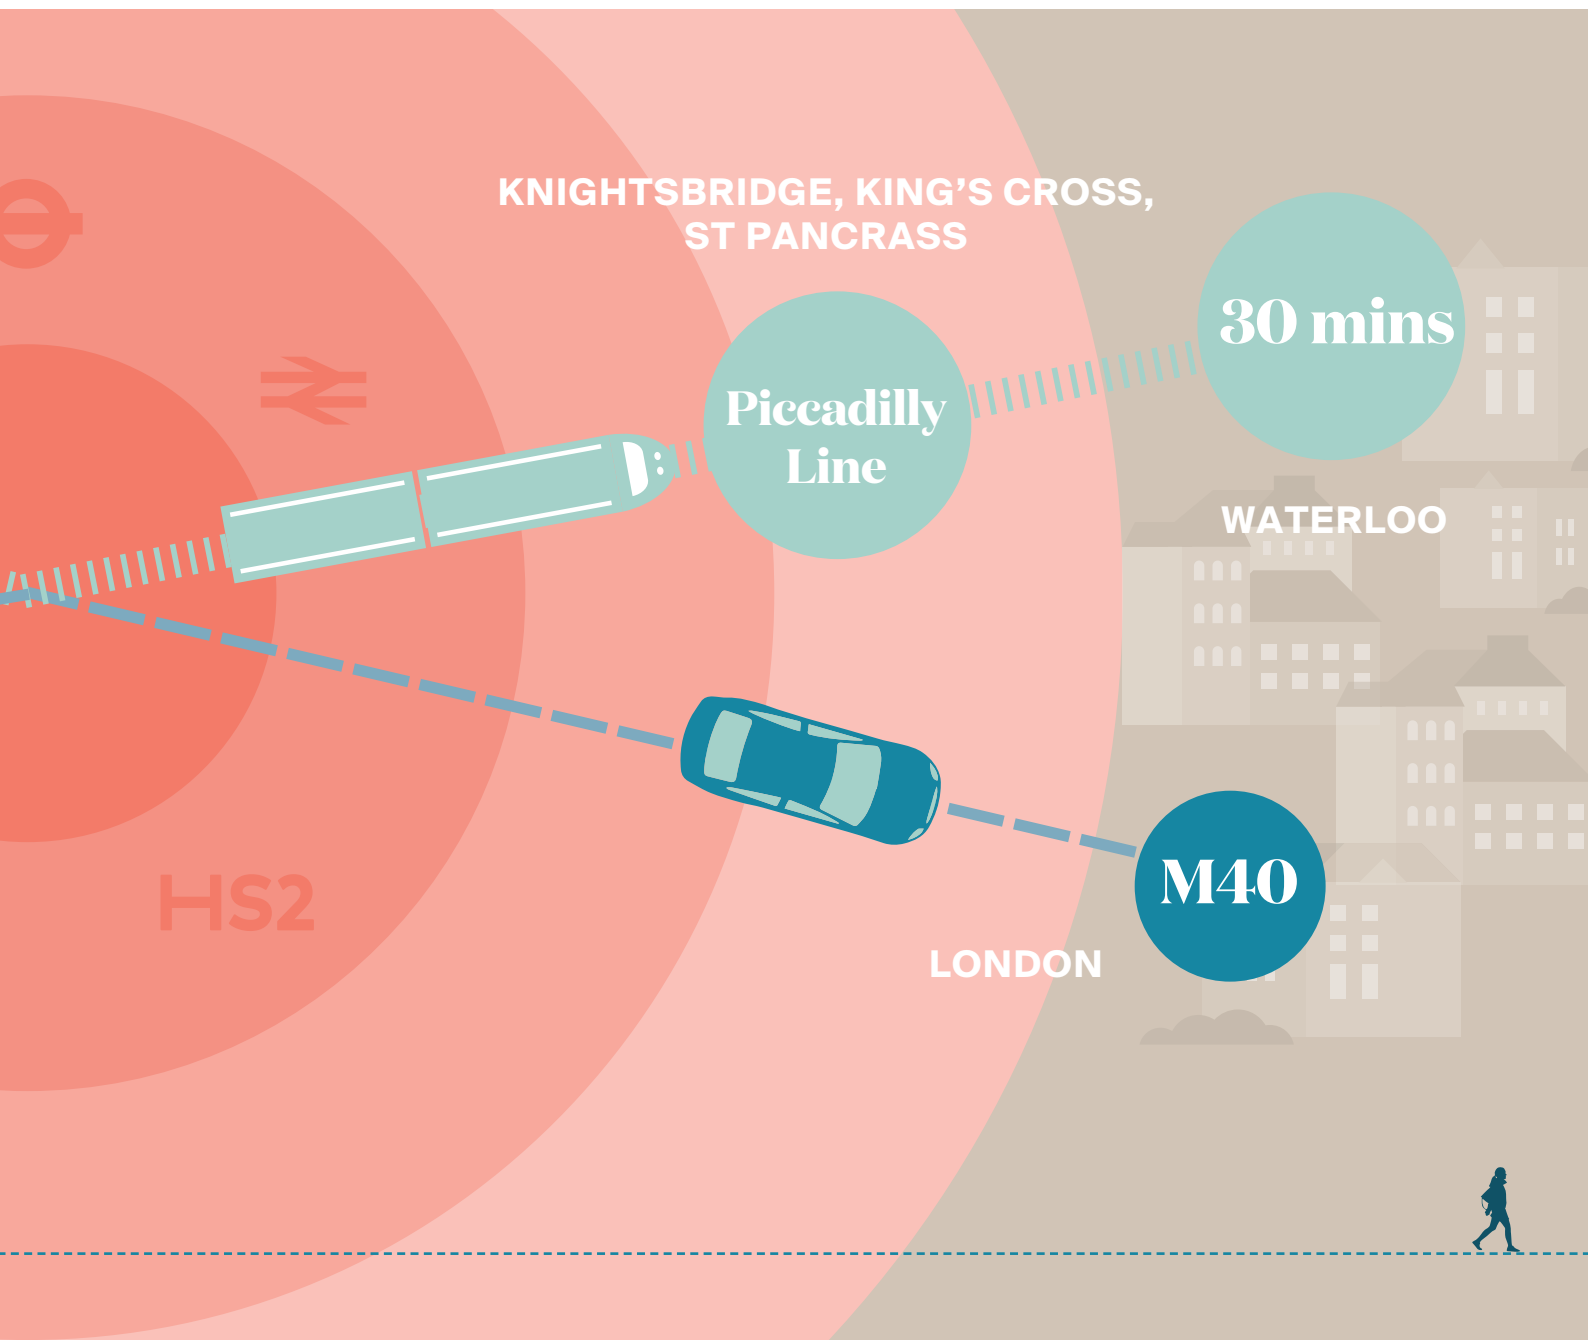 KNIGHTSBRIDGE, KING’S CROSS,
ST PANCRASS
30 mins
Piccadilly
Line
WATERLOO
M40
HS2
LONDON